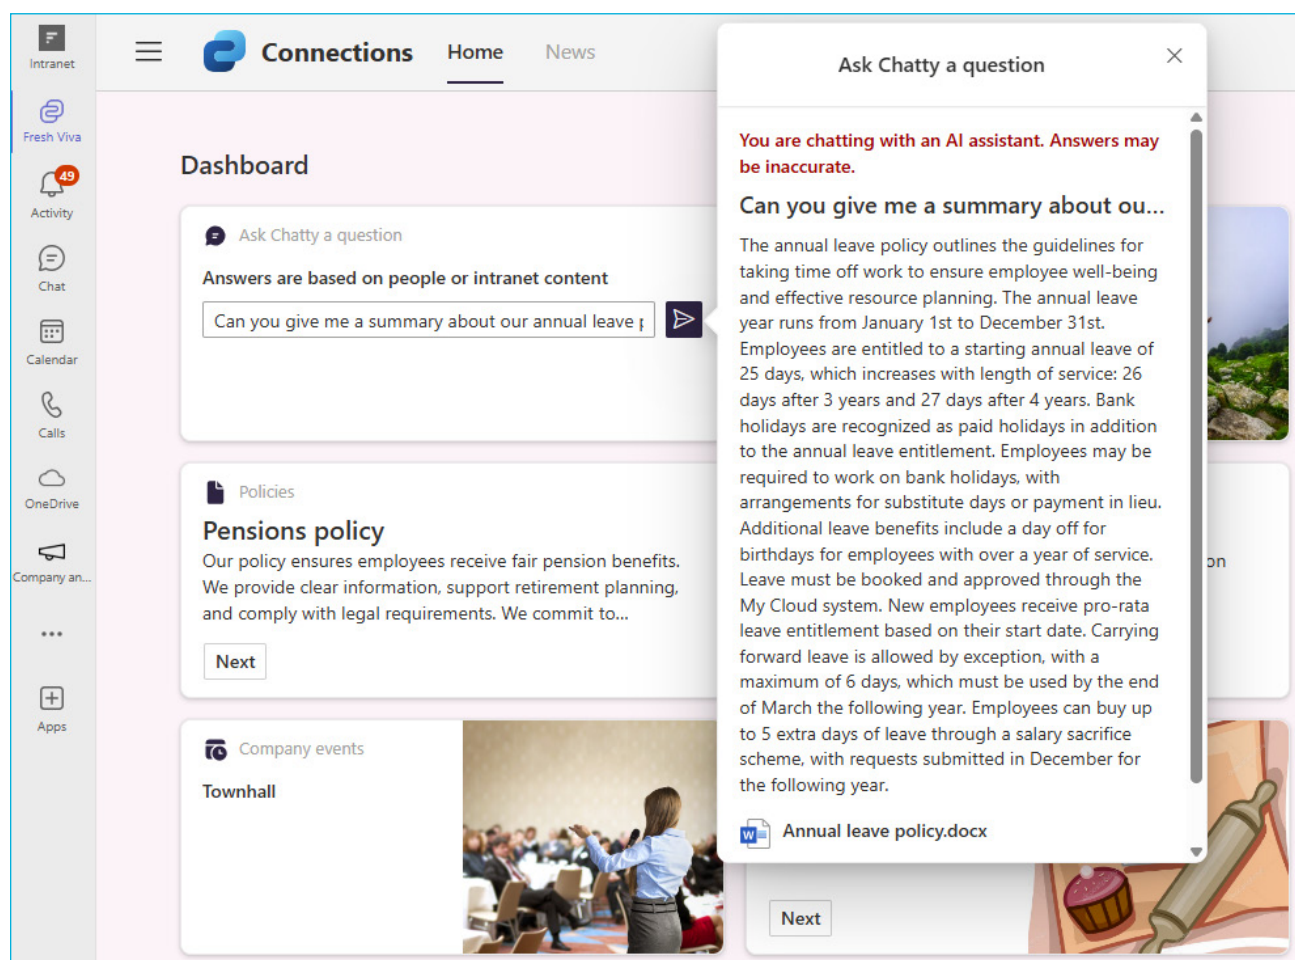 Intranet
Fresh Viva
49
Activity
Chat
Calendar
Calls
OneDrive
Company an...
Apps
Connections
Home
News
Dashboard
Ask Chatty a question
Answers are based on people or intranet content
Can you give me a summary about our annual leave p
Policies
Pensions policy
Our policy ensures employees receive fair pension benefits.
We provide clear information, support retirement planning,
and comply with legal requirements. We commit to...
Next
Company events
Townhall
Ask Chatty a question
You are chatting with an AI assistant. Answers may
be inaccurate.
Can you give me a summary about ou...
The annual leave policy outlines the guidelines for
taking time off work to ensure employee well-being
and effective resource planning. The annual leave
year runs from January 1st to December 31st.
Employees are entitled to a starting annual leave of
25 days, which increases with length of service: 26
days after 3 years and 27 days after 4 years. Bank
holidays are recognized as paid holidays in addition
to the annual leave entitlement. Employees may be
required to work on bank holidays, with
arrangements for substitute days or payment in lieu.
Additional leave benefits include a day off for
birthdays for employees with over a year of service.
Leave must be booked and approved through the
My Cloud system. New employees receive pro-rata
leave entitlement based on their start date. Carrying
forward leave is allowed by exception, with a
maximum of 6 days, which must be used by the end
of March the following year. Employees can buy up
to 5 extra days of leave through a salary sacrifice
scheme, with requests submitted in December for
the following year.
Annual leave policy.docx
on
Next